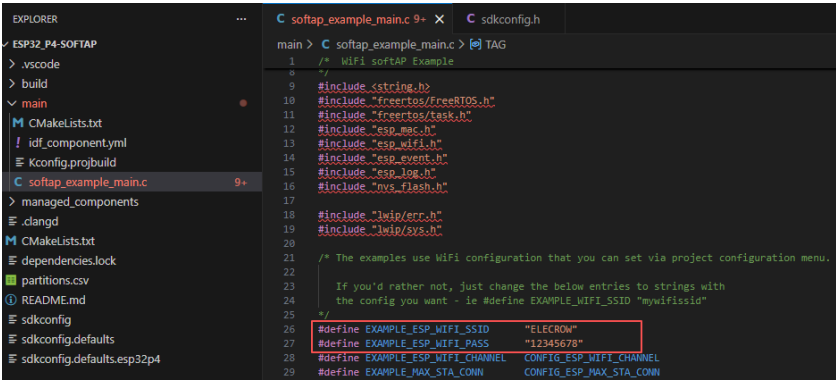 EXPLORER
ESP32_P4-SOFTAP
.vscode
build
main
CMakeLists.txt
idf_component.yml
Kconfig.projbuild
softap_example_main.c 9+
managed_components
.clangd
CMakeLists.txt
dependencies.lock
partitions.csv
README.md
sdkconfig
sdkconfig.defaults
sdkconfig.defaults.esp32p4
softap_example_main.c 9+ C sdkconfig.h
main > C softap_example_main.c > TAG
1 /* WiFi softAP Example
8 */
9 #include <string.h>
10 #include "freertos/FreeRTOS.h"
11 #include "freertos/task.h"
12 #include "esp_mac.h"
13 #include "esp_wifi.h"
14 #include "esp_event.h"
15 #include "esp_log.h"
16 #include "nvs_flash.h"
17
18 #include "lwip/err.h"
19 #include "lwip/sys.h"
20
21 /* The examples use WiFi configuration that you can set via project configuration menu.
22
23 If you'd rather not, just change the below entries to strings with
24 the config you want - ie #define EXAMPLE_WIFI_SSID "mywifissid"
25 */
26 #define EXAMPLE_ESP_WIFI_SSID "ELECROW"
27 #define EXAMPLE_ESP_WIFI_PASS "12345678"
28 #define EXAMPLE_ESP_WIFI_CHANNEL CONFIG_ESP_WIFI_CHANNEL
29 #define EXAMPLE_MAX_STA_CONN CONFIG_ESP_MAX_STA_CONN